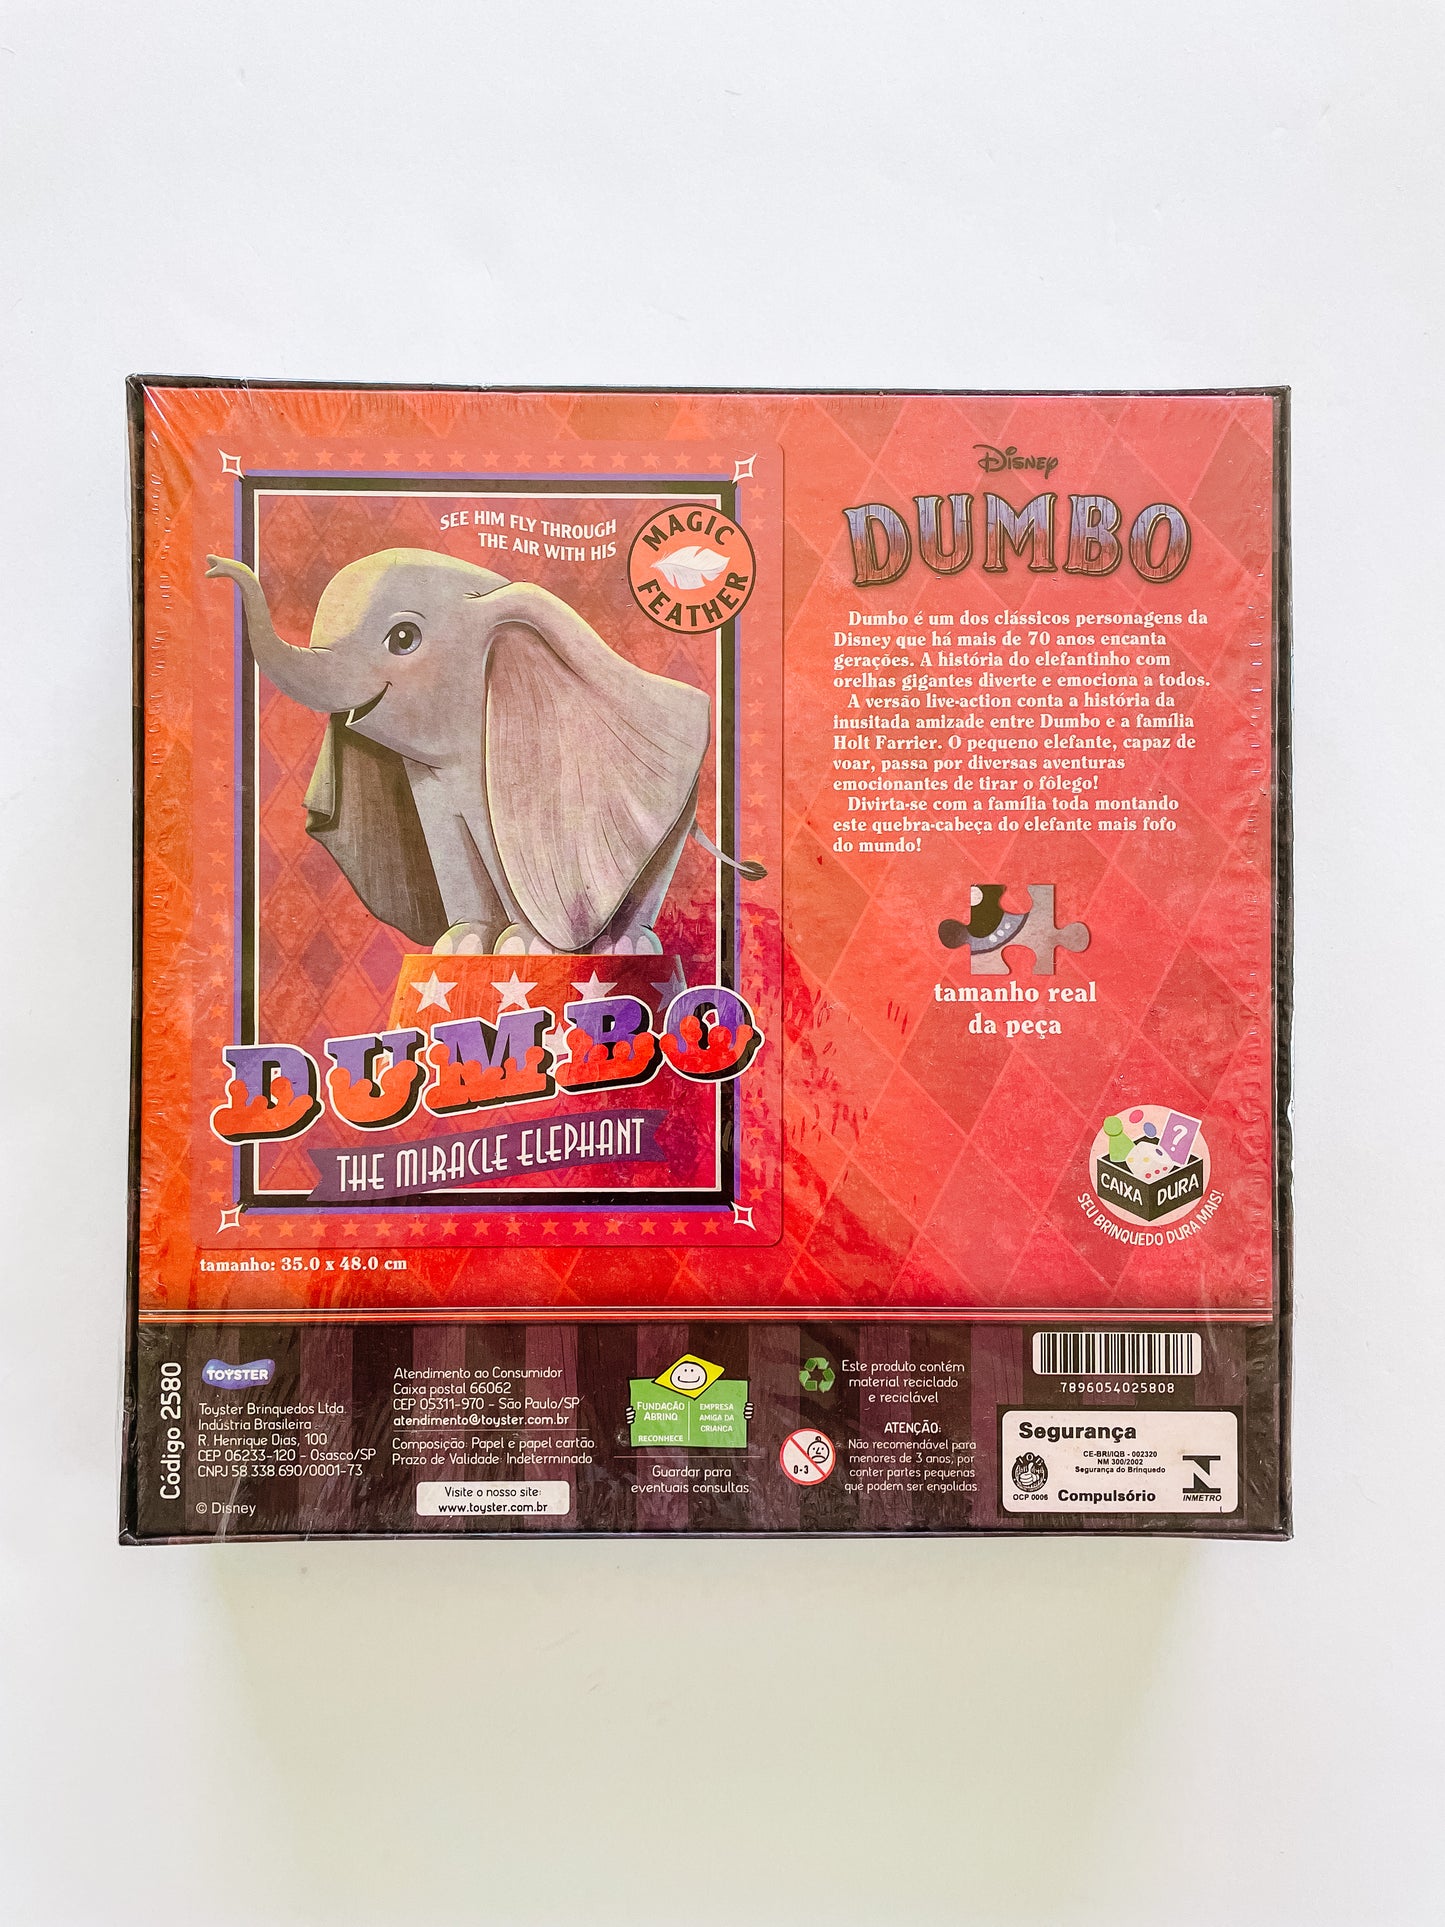 SEE HIM FLY THROUGH
THE AIR WITH HIS
MAGIC
FEATHER
DUMBO
THE MIRACLE ELEPHANT
tamanho: 35.0 x 48.0 cm
Disney
DUMBO
Dumbo é um dos clássicos personagens da
Disney que há mais de 70 anos encanta
gerações. A história do elefantinho com
orelhas gigantes diverte e emociona a todos.
A versão live-action conta a história da
inusitada amizade entre Dumbo e a família
Holt Farrier. O pequeno elefante, capaz de
voar, passa por diversas aventuras
emocionantes de tirar o fôlego!
Divirta-se com a família toda montando
este quebra-cabeça do elefante mais fofo
do mundo!
tamanho real
da peça
?
CAIXA DURA
SEU BRINQUEDO DURA MAIS!
Código 2580
TOYSTER
Toyster Brinquedos Ltda.
Indústria Brasileira
R. Henrique Dias, 100
CEP 06233-120 - Osasco/SP
CNPJ 58.338.690/0001-73
© Disney
Atendimento ao Consumidor
Caixa postal 66062
CEP 05311-970 - São Paulo/SP
atendimento@toyster.com.br
Composição: Papel e papel cartão.
Prazo de Validade: Indeterminado
Visite o nosso site:
www.toyster.com.br
FUNDAÇÃO
ABRINQ
RECONHECE
EMPRESA
AMIGA DA
CRIANÇA
Guardar para
eventuais consultas.
Este produto contém
material reciclado
e reciclável
0-3
ATENÇÃO:
Não recomendável para
menores de 3 anos, por
conter partes pequenas
que podem ser engolidas.
7896054025808
Segurança
CE-BRI/IQB - 002320
NM 300/2002
Segurança do Brinquedo
OCP 0006
Compulsório
INMETRO